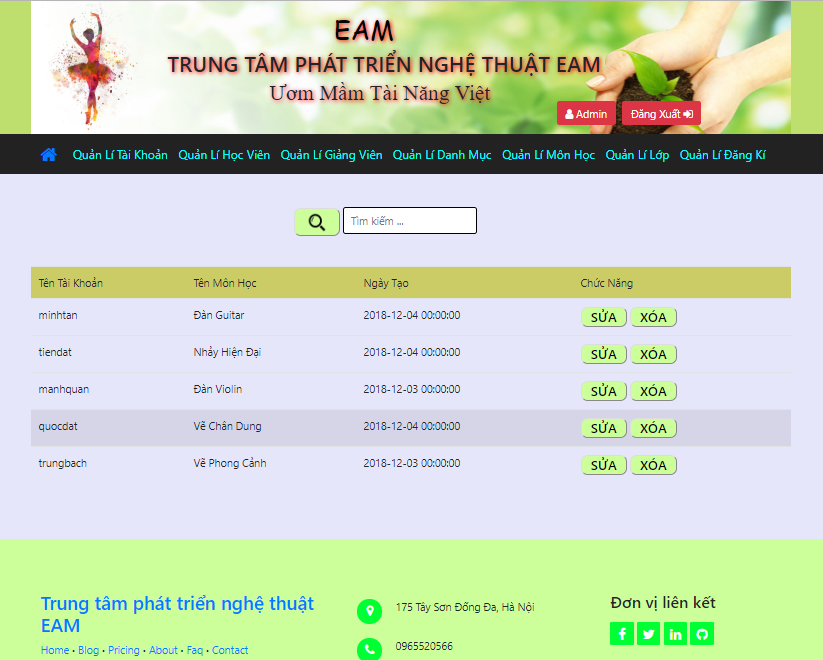 EAM
TRUNG TÂM PHÁT TRIỂN NGHỆ THUẬT EAM
Ươm Mầm Tài Năng Việt
Admin Đăng Xuất
Quản Lí Tài Khoản Quản Lí Học Viên Quản Lí Giảng Viên Quản Lí Danh Mục Quản Lí Môn Học Quản Lí Lớp Quản Lí Đăng Kí
Tìm kiếm ...
Tên Tài Khoản Tên Môn Học Ngày Tạo Chức Năng
minhtan Đàn Guitar 2018-12-04 00:00:00 SỬA XÓA
tiendat Nhảy Hiện Đại 2018-12-04 00:00:00 SỬA XÓA
manhquan Đàn Violin 2018-12-03 00:00:00 SỬA XÓA
quocdat Vẽ Chân Dung 2018-12-04 00:00:00 SỬA XÓA
trungbach Vẽ Phong Cảnh 2018-12-03 00:00:00 SỬA XÓA
Trung tâm phát triển nghệ thuật
EAM
Home · Blog · Pricing · About · Faq · Contact
175 Tây Sơn Đống Đa, Hà Nội
0965520566
Đơn vị liên kết